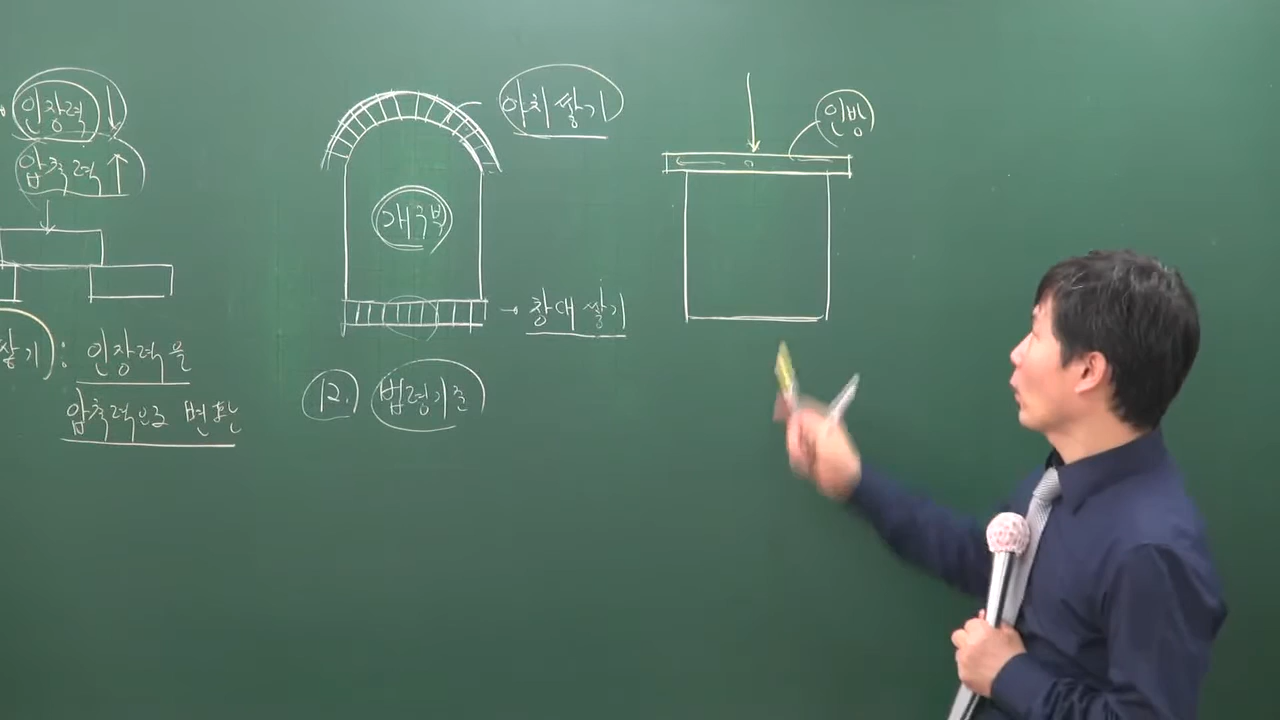 인장력 ↓
압축력 ↑
쌓기: 인장력을
압축력으로 변환
아치쌓기
개구부
→ 창대쌓기
12. 법령기준
인방